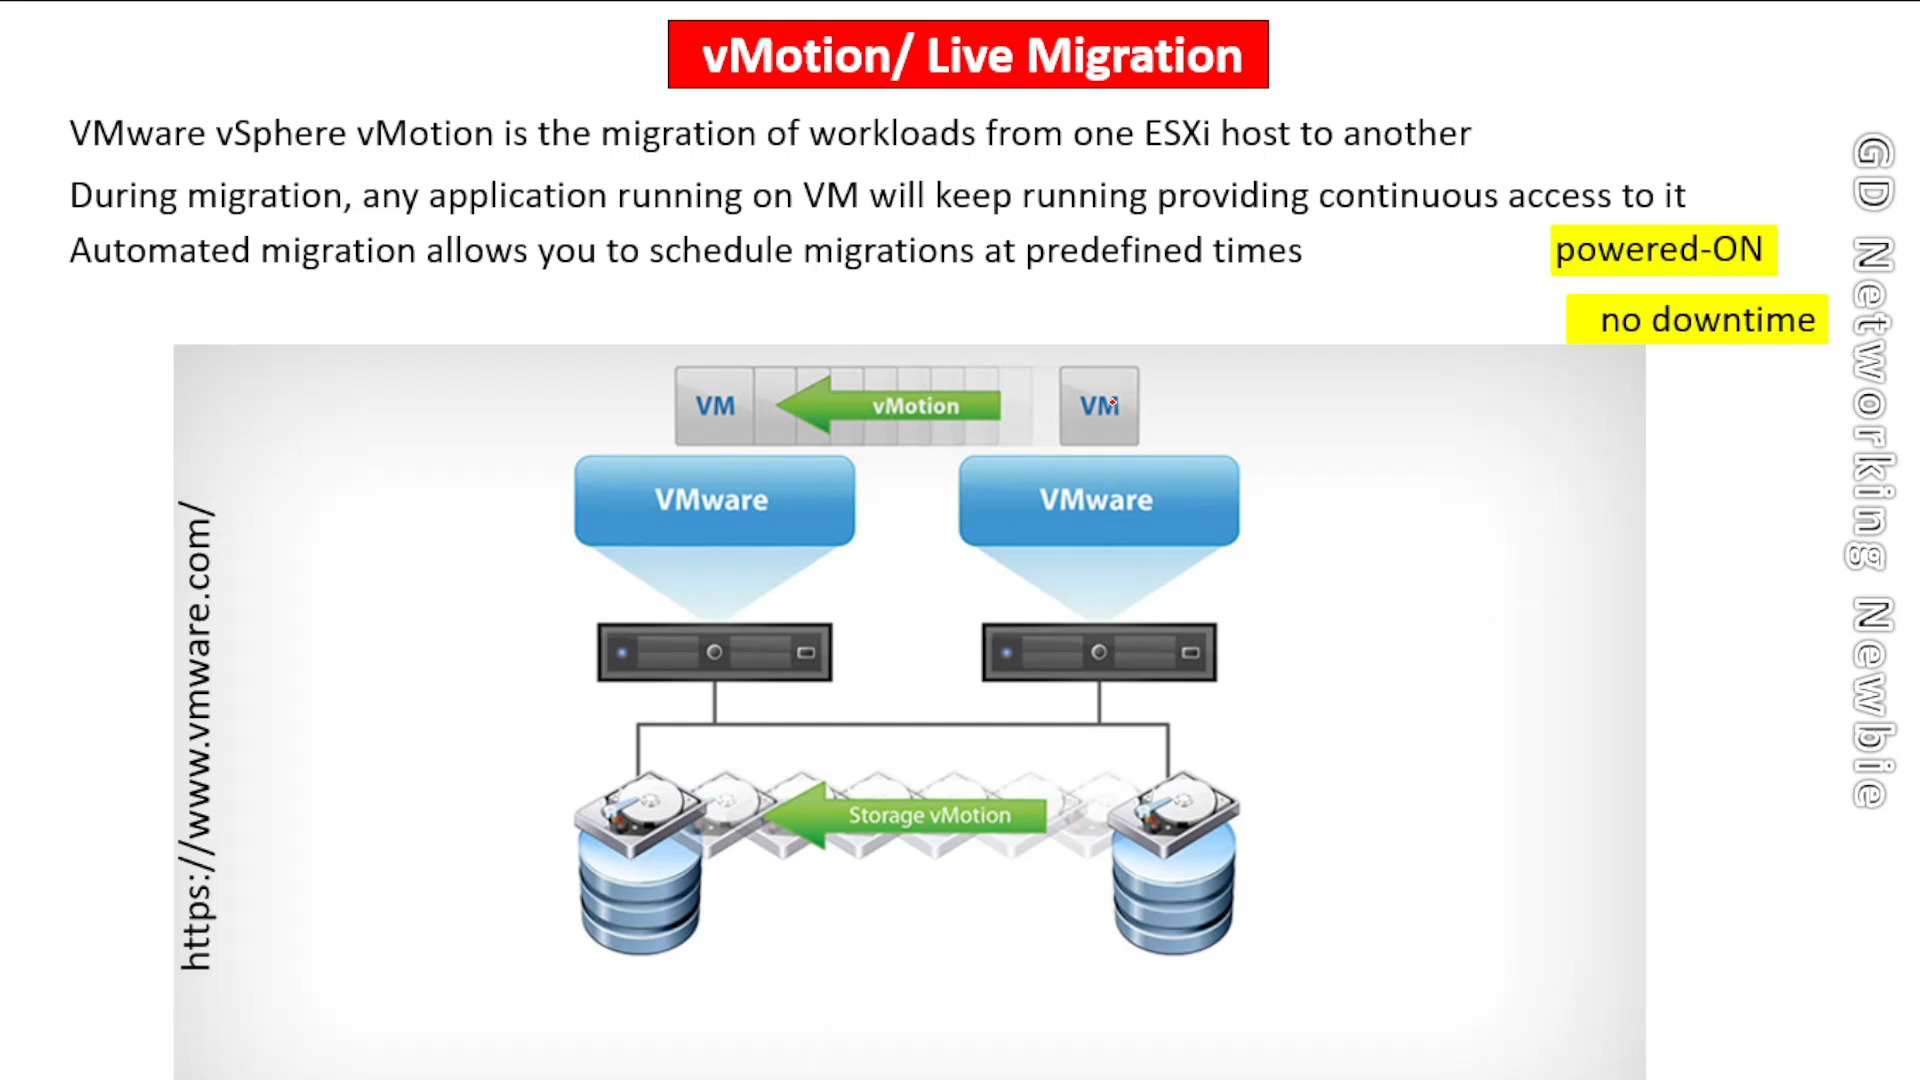 vMotion/ Live Migration
VMware vSphere vMotion is the migration of workloads from one ESXi host to another
During migration, any application running on VM will keep running providing continuous access to it
Automated migration allows you to schedule migrations at predefined times
powered-ON
no downtime
VM
vMotion
VM
VMware
VMware
Storage vMotion
https://www.vmware.com/
GD Networking Newbie